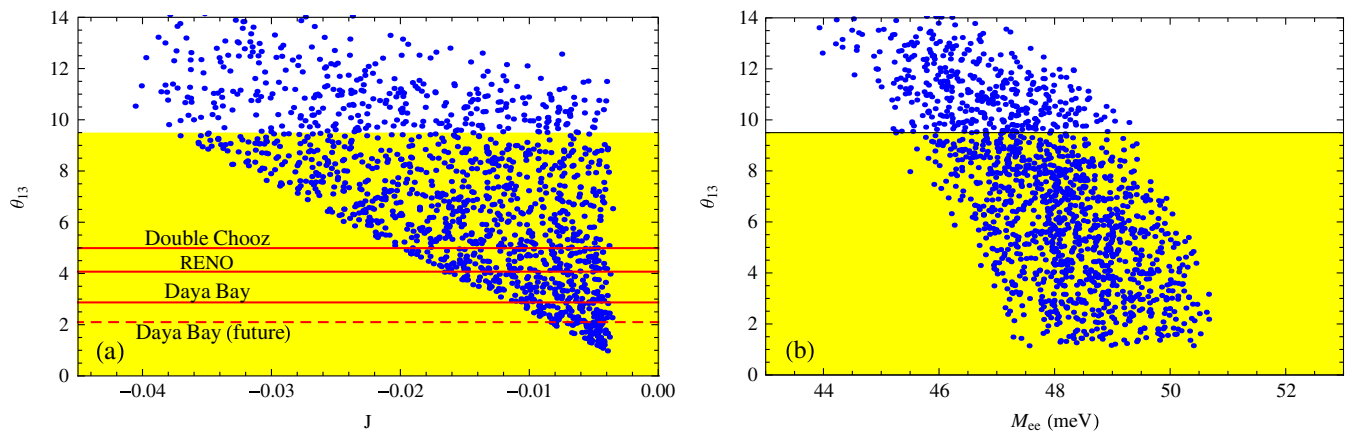 14
12
10
8
6
4
2
0
θ13
Double Chooz
RENO
Daya Bay
Daya Bay (future)
(a)
−0.04 −0.03 −0.02 −0.01 0.00
J
14
12
10
8
6
4
2
0
θ13
(b)
44 46 48 50 52
Mee (meV)